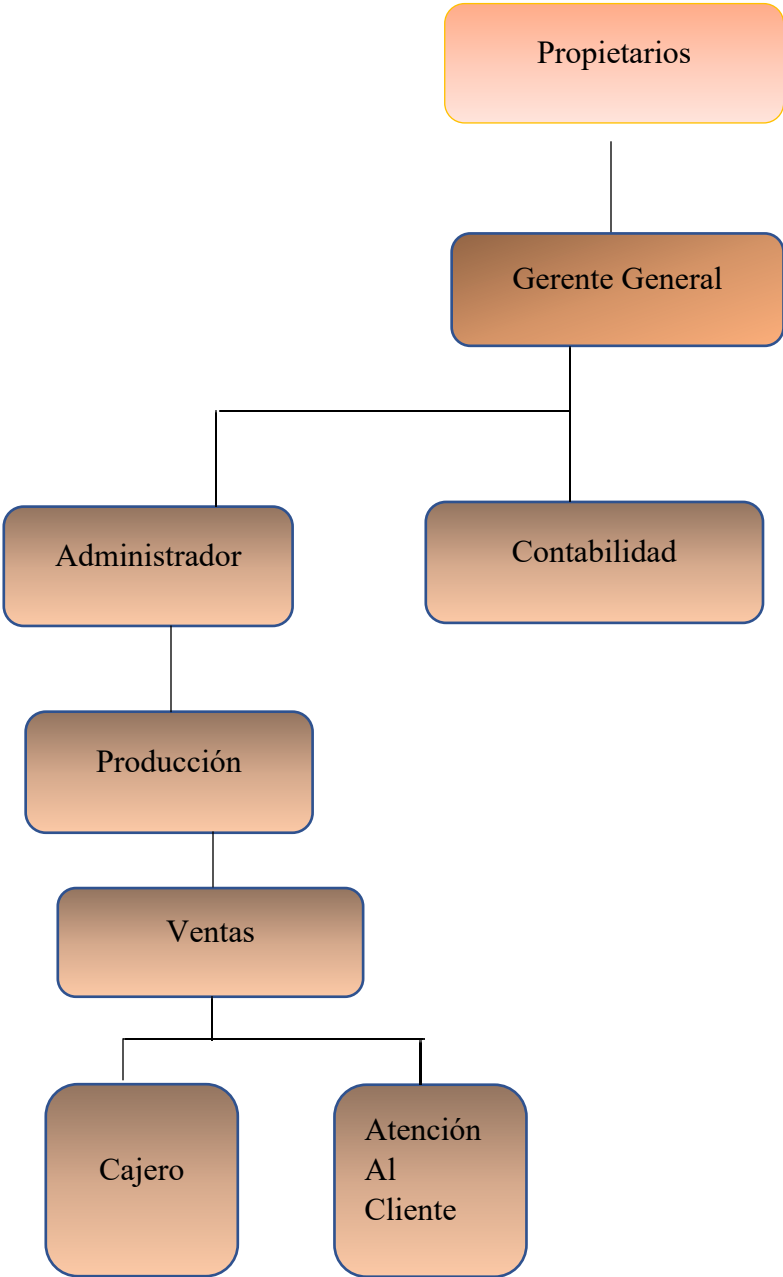 Propietarios
Gerente General
Administrador
Contabilidad
Producción
Ventas
Cajero
Atención
Al
Cliente